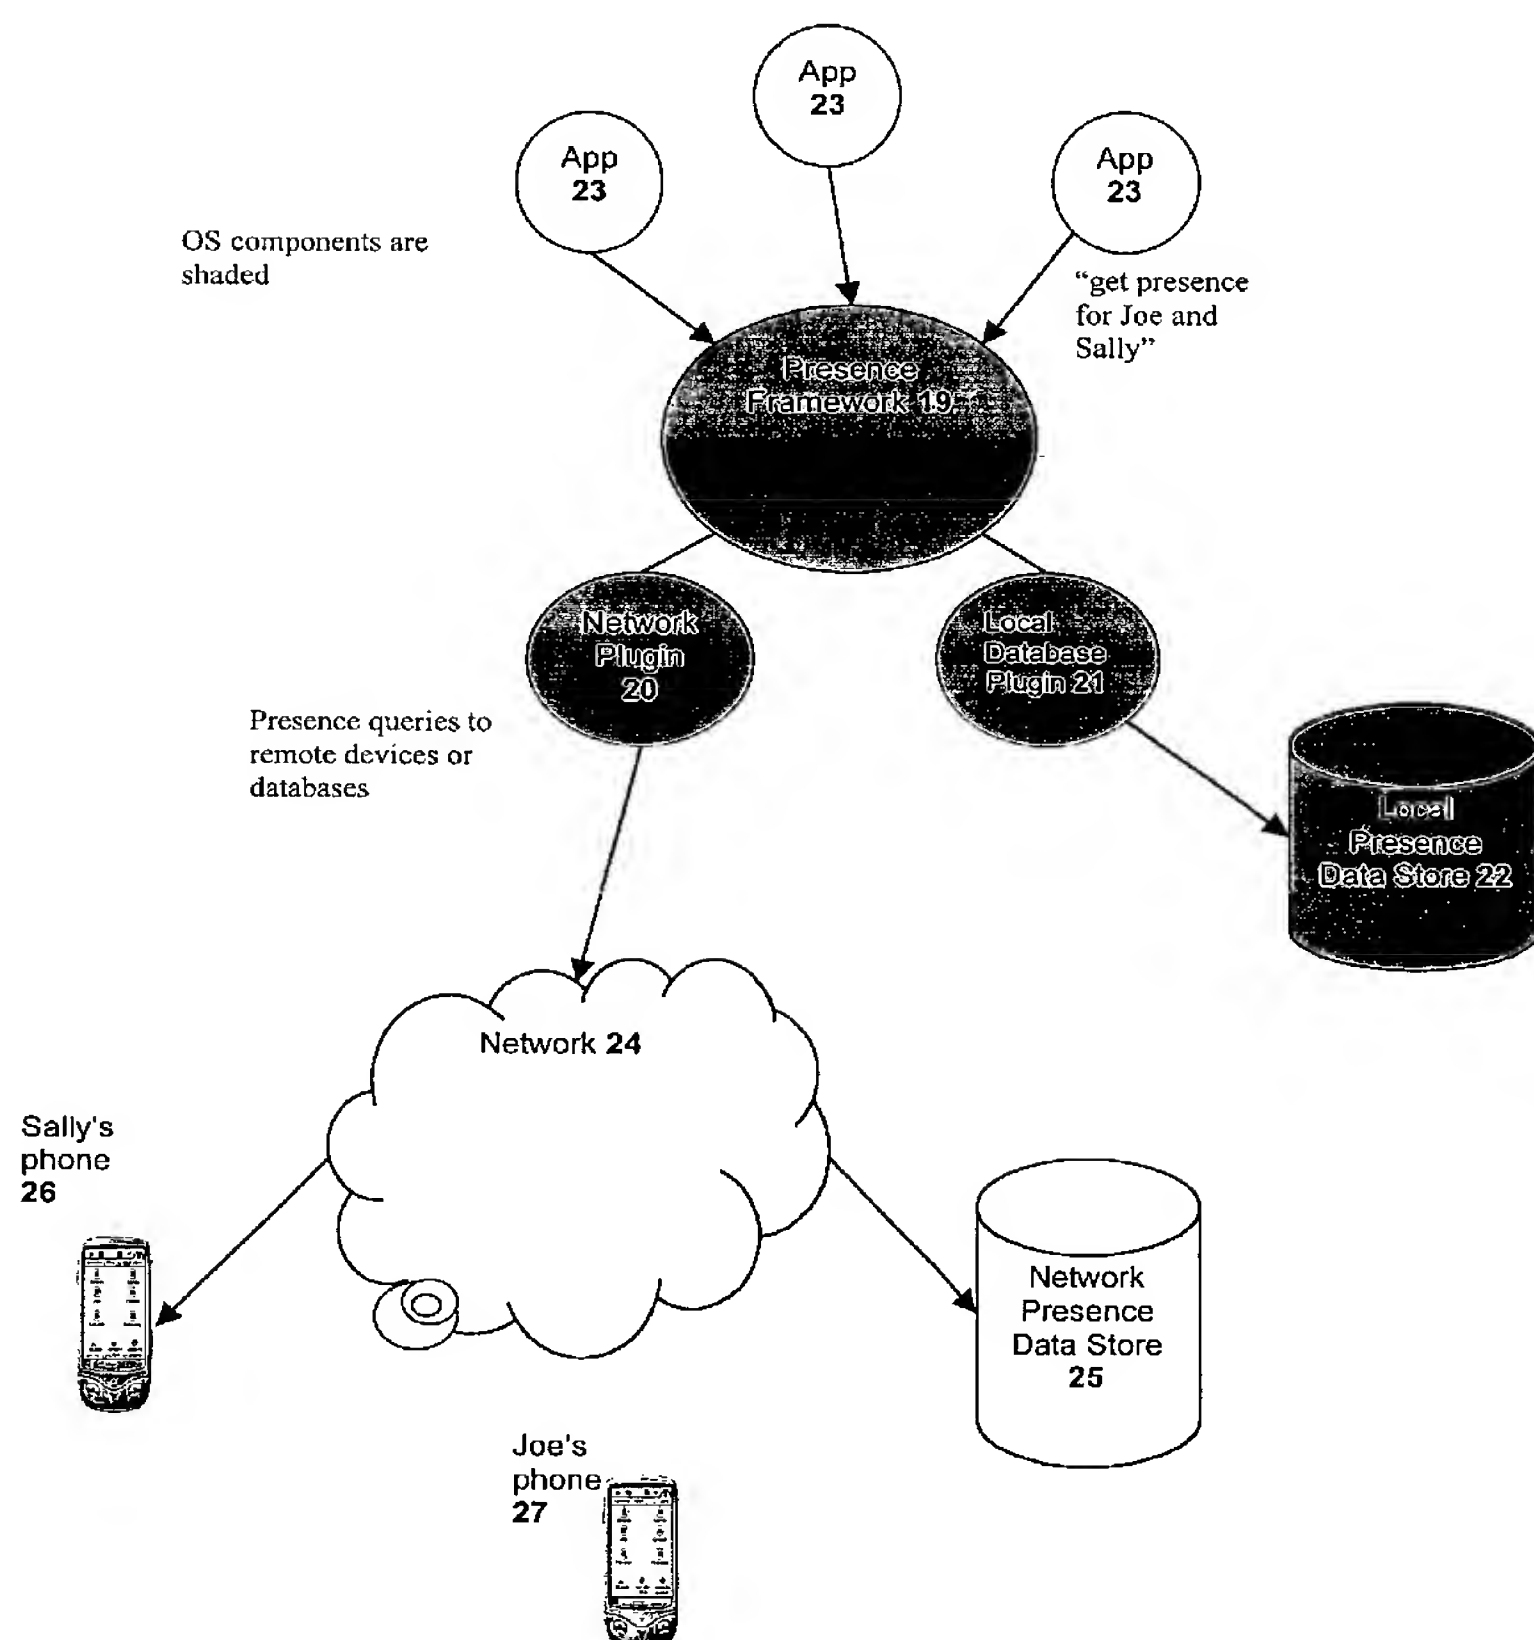 App
23
App
23
App
23
OS components are
shaded
"get presence
for Joe and
Sally"
Presence
Framework 19
Network
Plugin
20
Local
Database
Plugin 21
Presence queries to
remote devices or
databases
Local
Presence
Data Store 22
Network 24
Sally's
phone
26
Network
Presence
Data Store
25
Joe's
phone
27